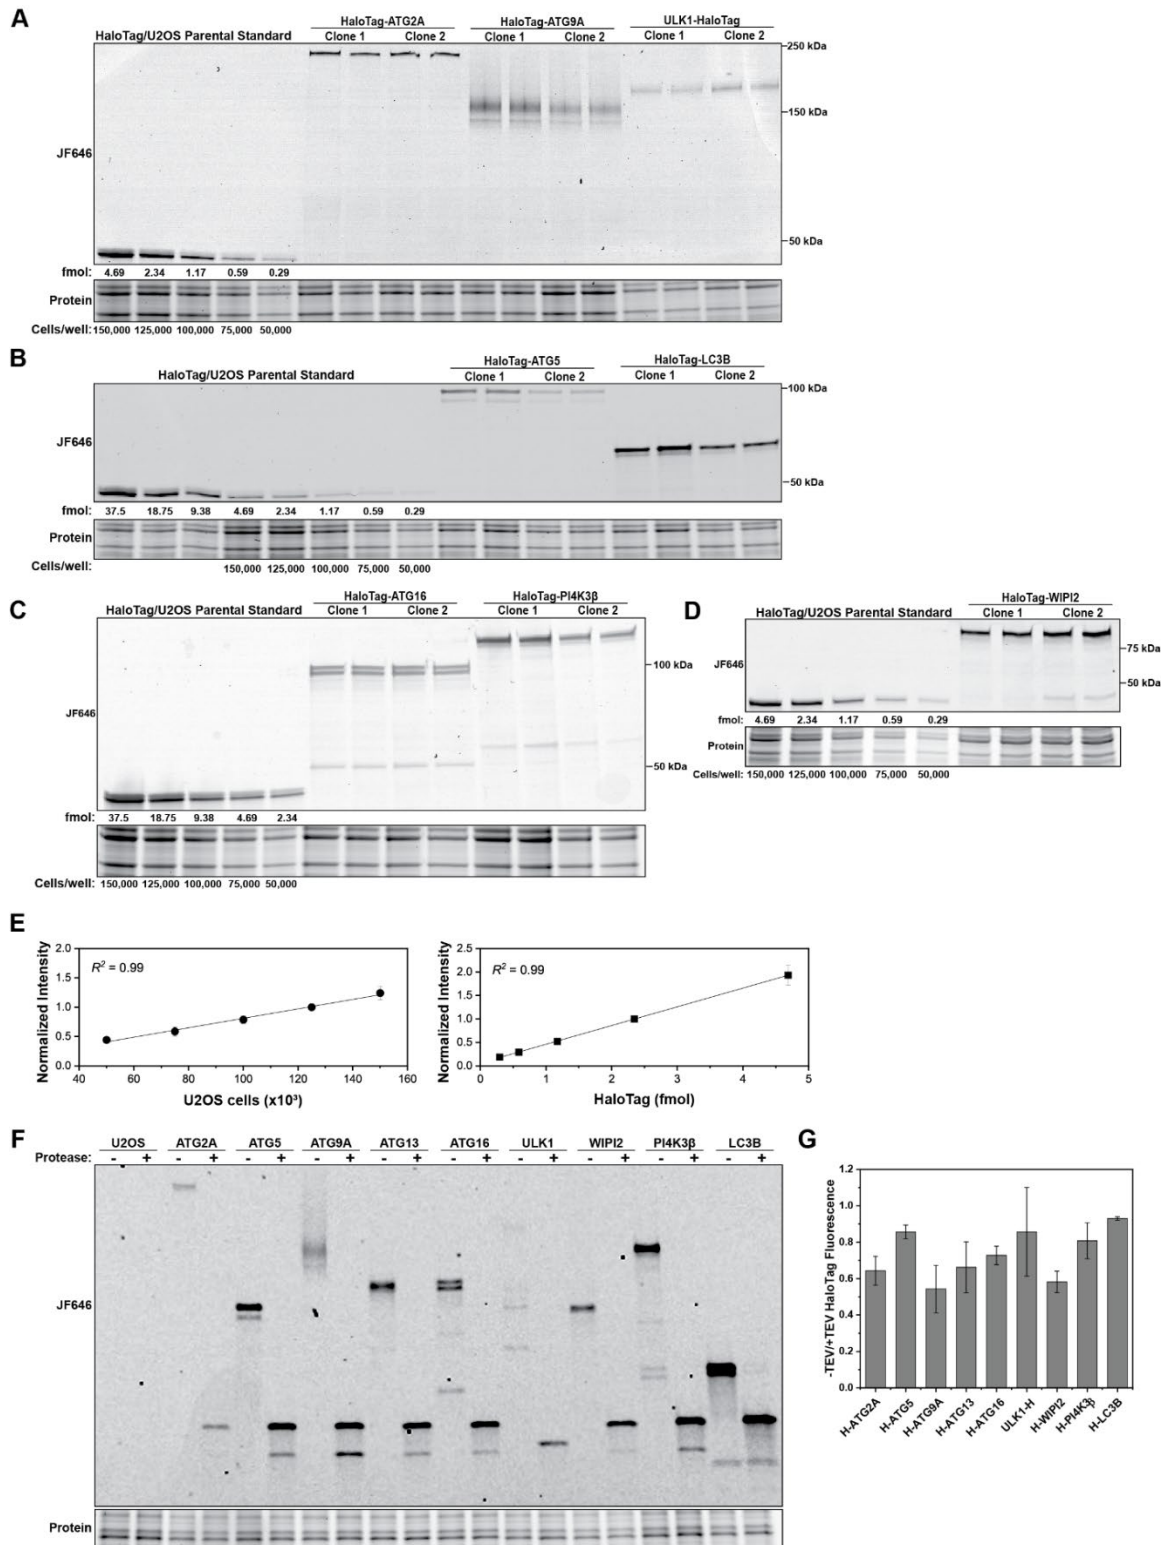 A
HaloTag/U2OS Parental Standard
HaloTag-ATG2A
Clone 1 Clone 2
HaloTag-ATG9A
Clone 1 Clone 2
ULK1-HaloTag
Clone 1 Clone 2
250 kDa
150 kDa
50 kDa
JF646
fmol: 4.69 2.34 1.17 0.59 0.29
Protein
Cells/well: 150,000 125,000 100,000 75,000 50,000
B
HaloTag/U2OS Parental Standard
HaloTag-ATG5
Clone 1 Clone 2
HaloTag-LC3B
Clone 1 Clone 2
100 kDa
50 kDa
JF646
fmol: 37.5 18.75 9.38 4.69 2.34 1.17 0.59 0.29
Protein
Cells/well: 150,000 125,000 100,000 75,000 50,000
C
HaloTag/U2OS Parental Standard
HaloTag-ATG16
Clone 1 Clone 2
HaloTag-PI4K3β
Clone 1 Clone 2
100 kDa
50 kDa
JF646
fmol: 37.5 18.75 9.38 4.69 2.34
Protein
Cells/well: 150,000 125,000 100,000 75,000 50,000
D
HaloTag/U2OS Parental Standard
HaloTag-WIPI2
Clone 1 Clone 2
75 kDa
50 kDa
JF646
fmol: 4.69 2.34 1.17 0.59 0.29
Protein
Cells/well: 150,000 125,000 100,000 75,000 50,000
E
Normalized Intensity
2.0
1.5
1.0
0.5
0.0
R² = 0.99
40 60 80 100 120 140 160
U2OS cells (x10³)
Normalized Intensity
2.5
2.0
1.5
1.0
0.5
0.0
R² = 0.99
0 1 2 3 4 5
HaloTag (fmol)
F
U2OS ATG2A ATG5 ATG9A ATG13 ATG16 ULK1 WIPI2 PI4K3β LC3B
Protease: - + - + - + - + - + - + - + - + - + - +
JF646
Protein
G
-TEV/+TEV HaloTag Fluorescence
1.2
1.0
0.8
0.6
0.4
0.2
0.0
H-ATG2A H-ATG5 H-ATG9A H-ATG13 H-ATG16 ULK1-H H-WIPI2 H-PI4K3β H-LC3B